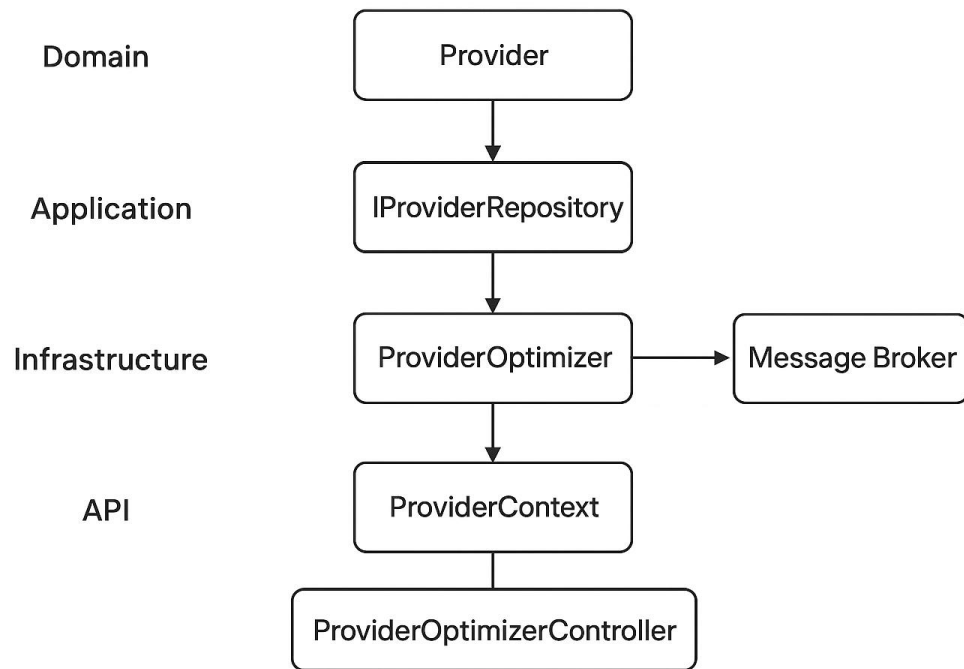 Domain
Provider
Application
IProviderRepository
Infrastructure
ProviderOptimizer
Message Broker
API
ProviderContext
ProviderOptimizerController